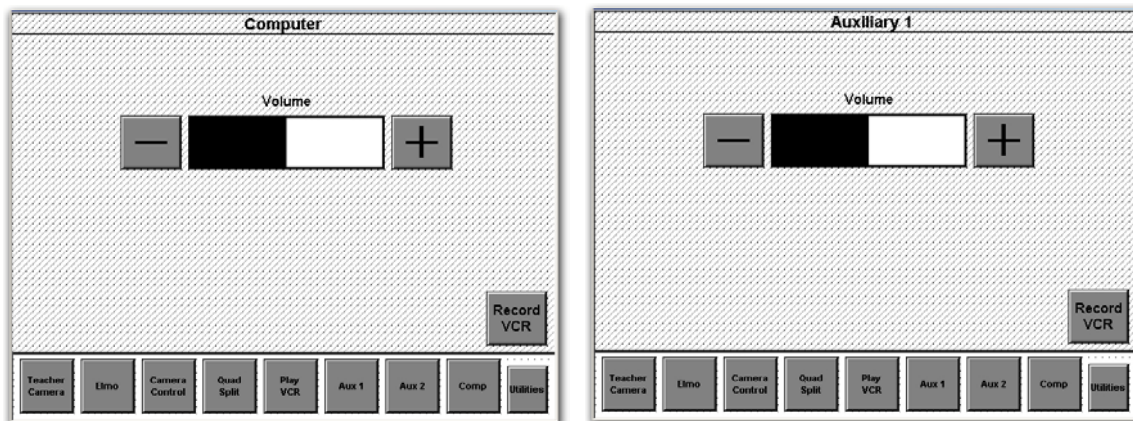 Computer
Volume
− +
Record
VCR
Teacher
Camera
Elmo
Camera
Control
Quad
Split
Play
VCR
Aux 1
Aux 2
Comp
Utilities
Auxiliary 1
Volume
− +
Record
VCR
Teacher
Camera
Elmo
Camera
Control
Quad
Split
Play
VCR
Aux 1
Aux 2
Comp
Utilities